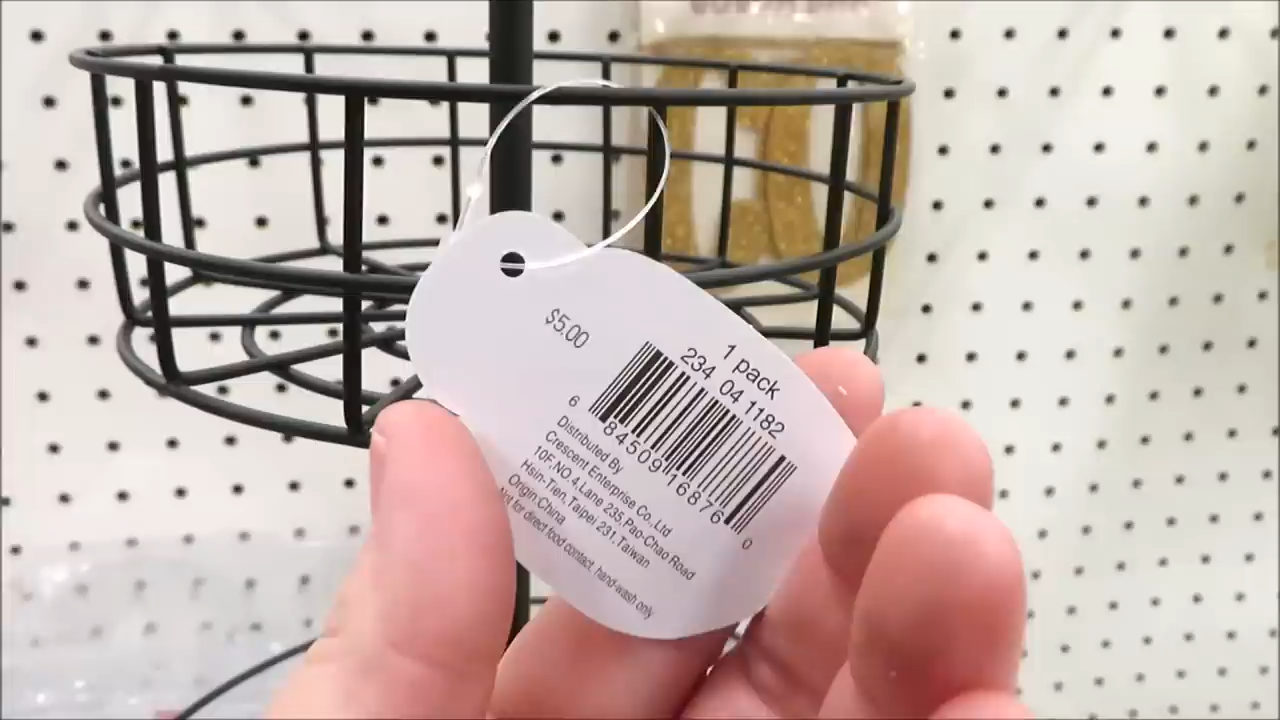 $5.00
1 pack
234 04 1182
6 84509 16876 0
Distributed By
Crescent Enterprise Co., Ltd
10F, NO.4, Lane 235, Pao-Chao Road
Hsin-Tien, Taipei 231, Taiwan
Origin:China
Not for direct food contact, hand-wash only